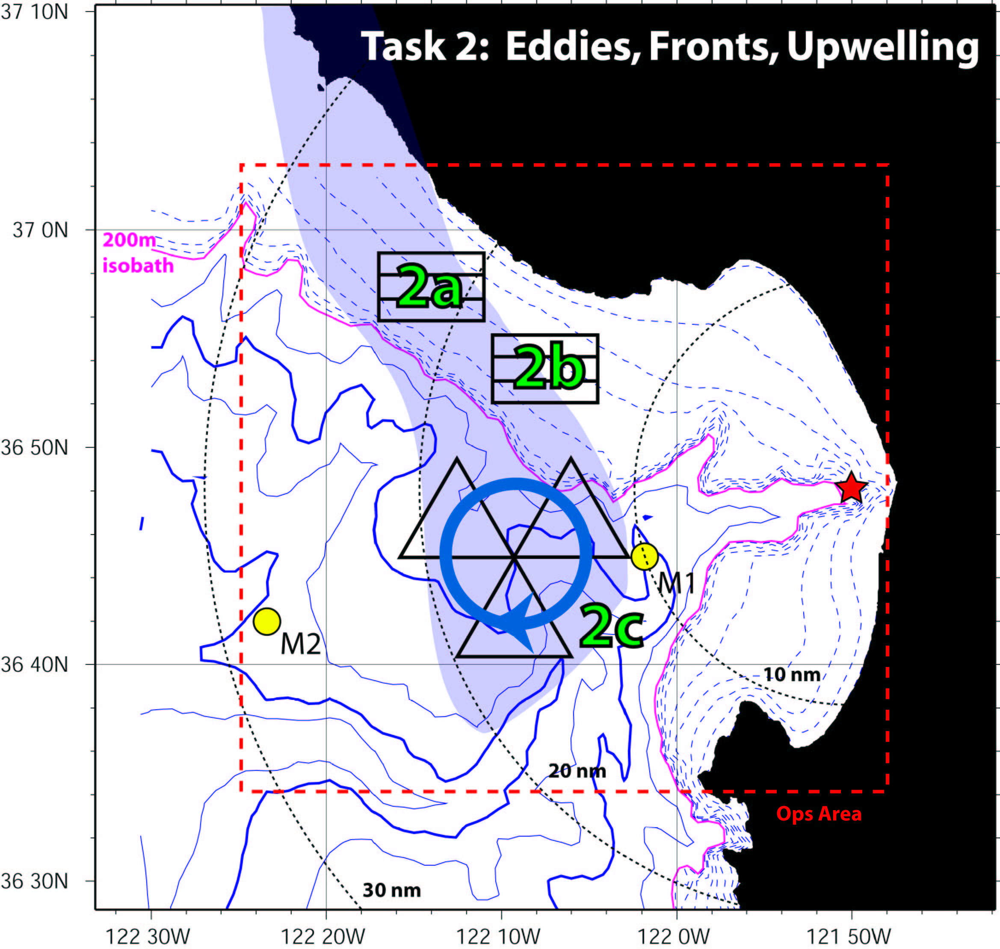 37 10N
Task 2: Eddies, Fronts, Upwelling
37 0N
200m
isobath
2a
2b
36 50N
M1
2c
M2
36 40N
10 nm
20 nm
Ops Area
36 30N
30 nm
122 30W
122 20W
122 10W
122 0W
121 50W